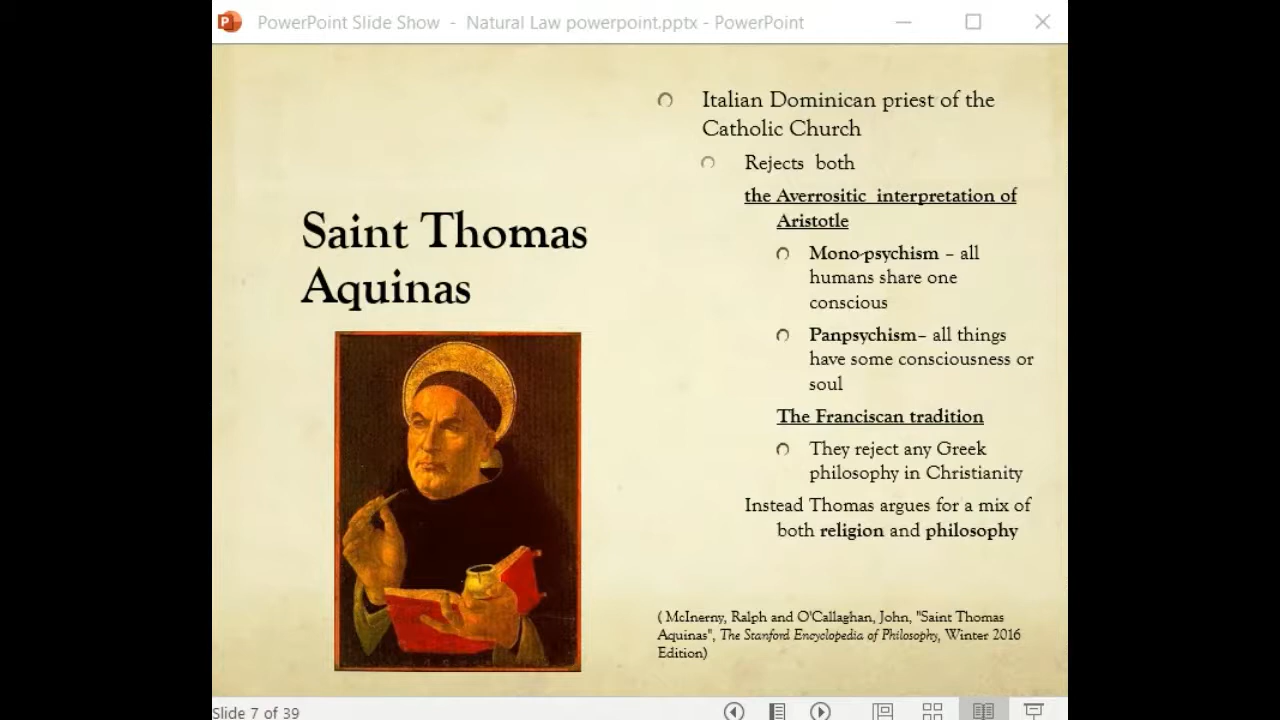 PowerPoint Slide Show - Natural Law powerpoint.pptx - PowerPoint
Saint Thomas
Aquinas
Italian Dominican priest of the
Catholic Church
Rejects both
the Averrositic interpretation of
Aristotle
Mono-psychism – all
humans share one
conscious
Panpsychism– all things
have some consciousness or
soul
The Franciscan tradition
They reject any Greek
philosophy in Christianity
Instead Thomas argues for a mix of
both religion and philosophy
( McInerny, Ralph and O'Callaghan, John, "Saint Thomas
Aquinas", The Stanford Encyclopedia of Philosophy, Winter 2016
Edition)
Slide 7 of 39